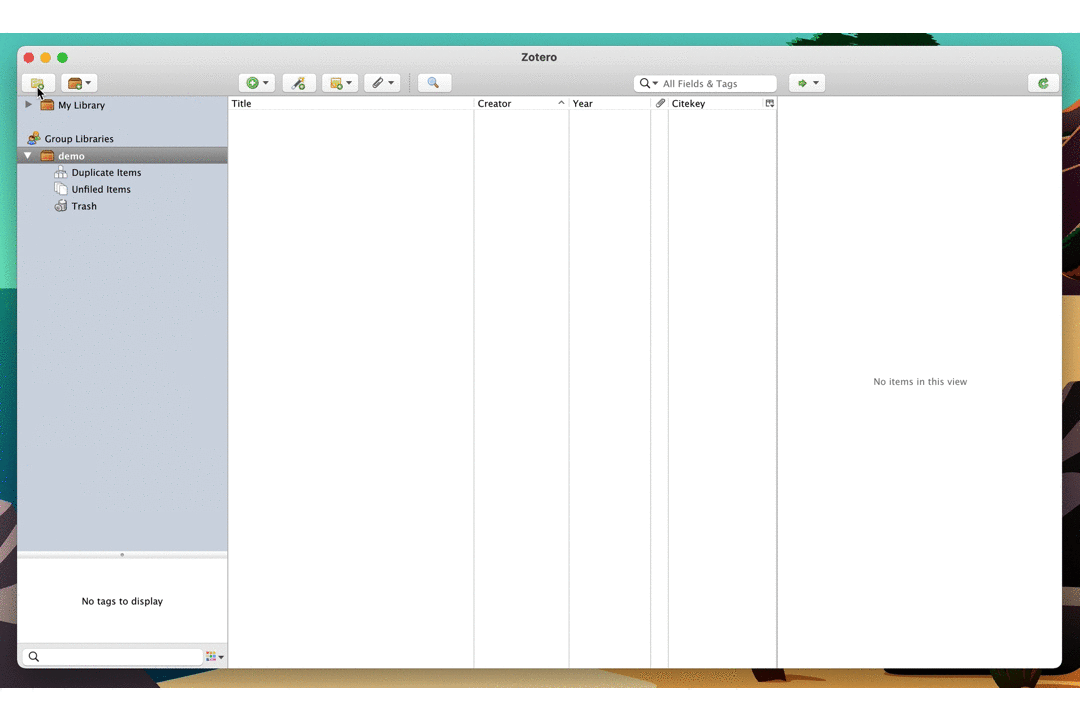 Zotero
All Fields & Tags
My Library
Group Libraries
demo
Duplicate Items
Unfiled Items
Trash
Title
Creator
Year
Citekey
No items in this view
No tags to display